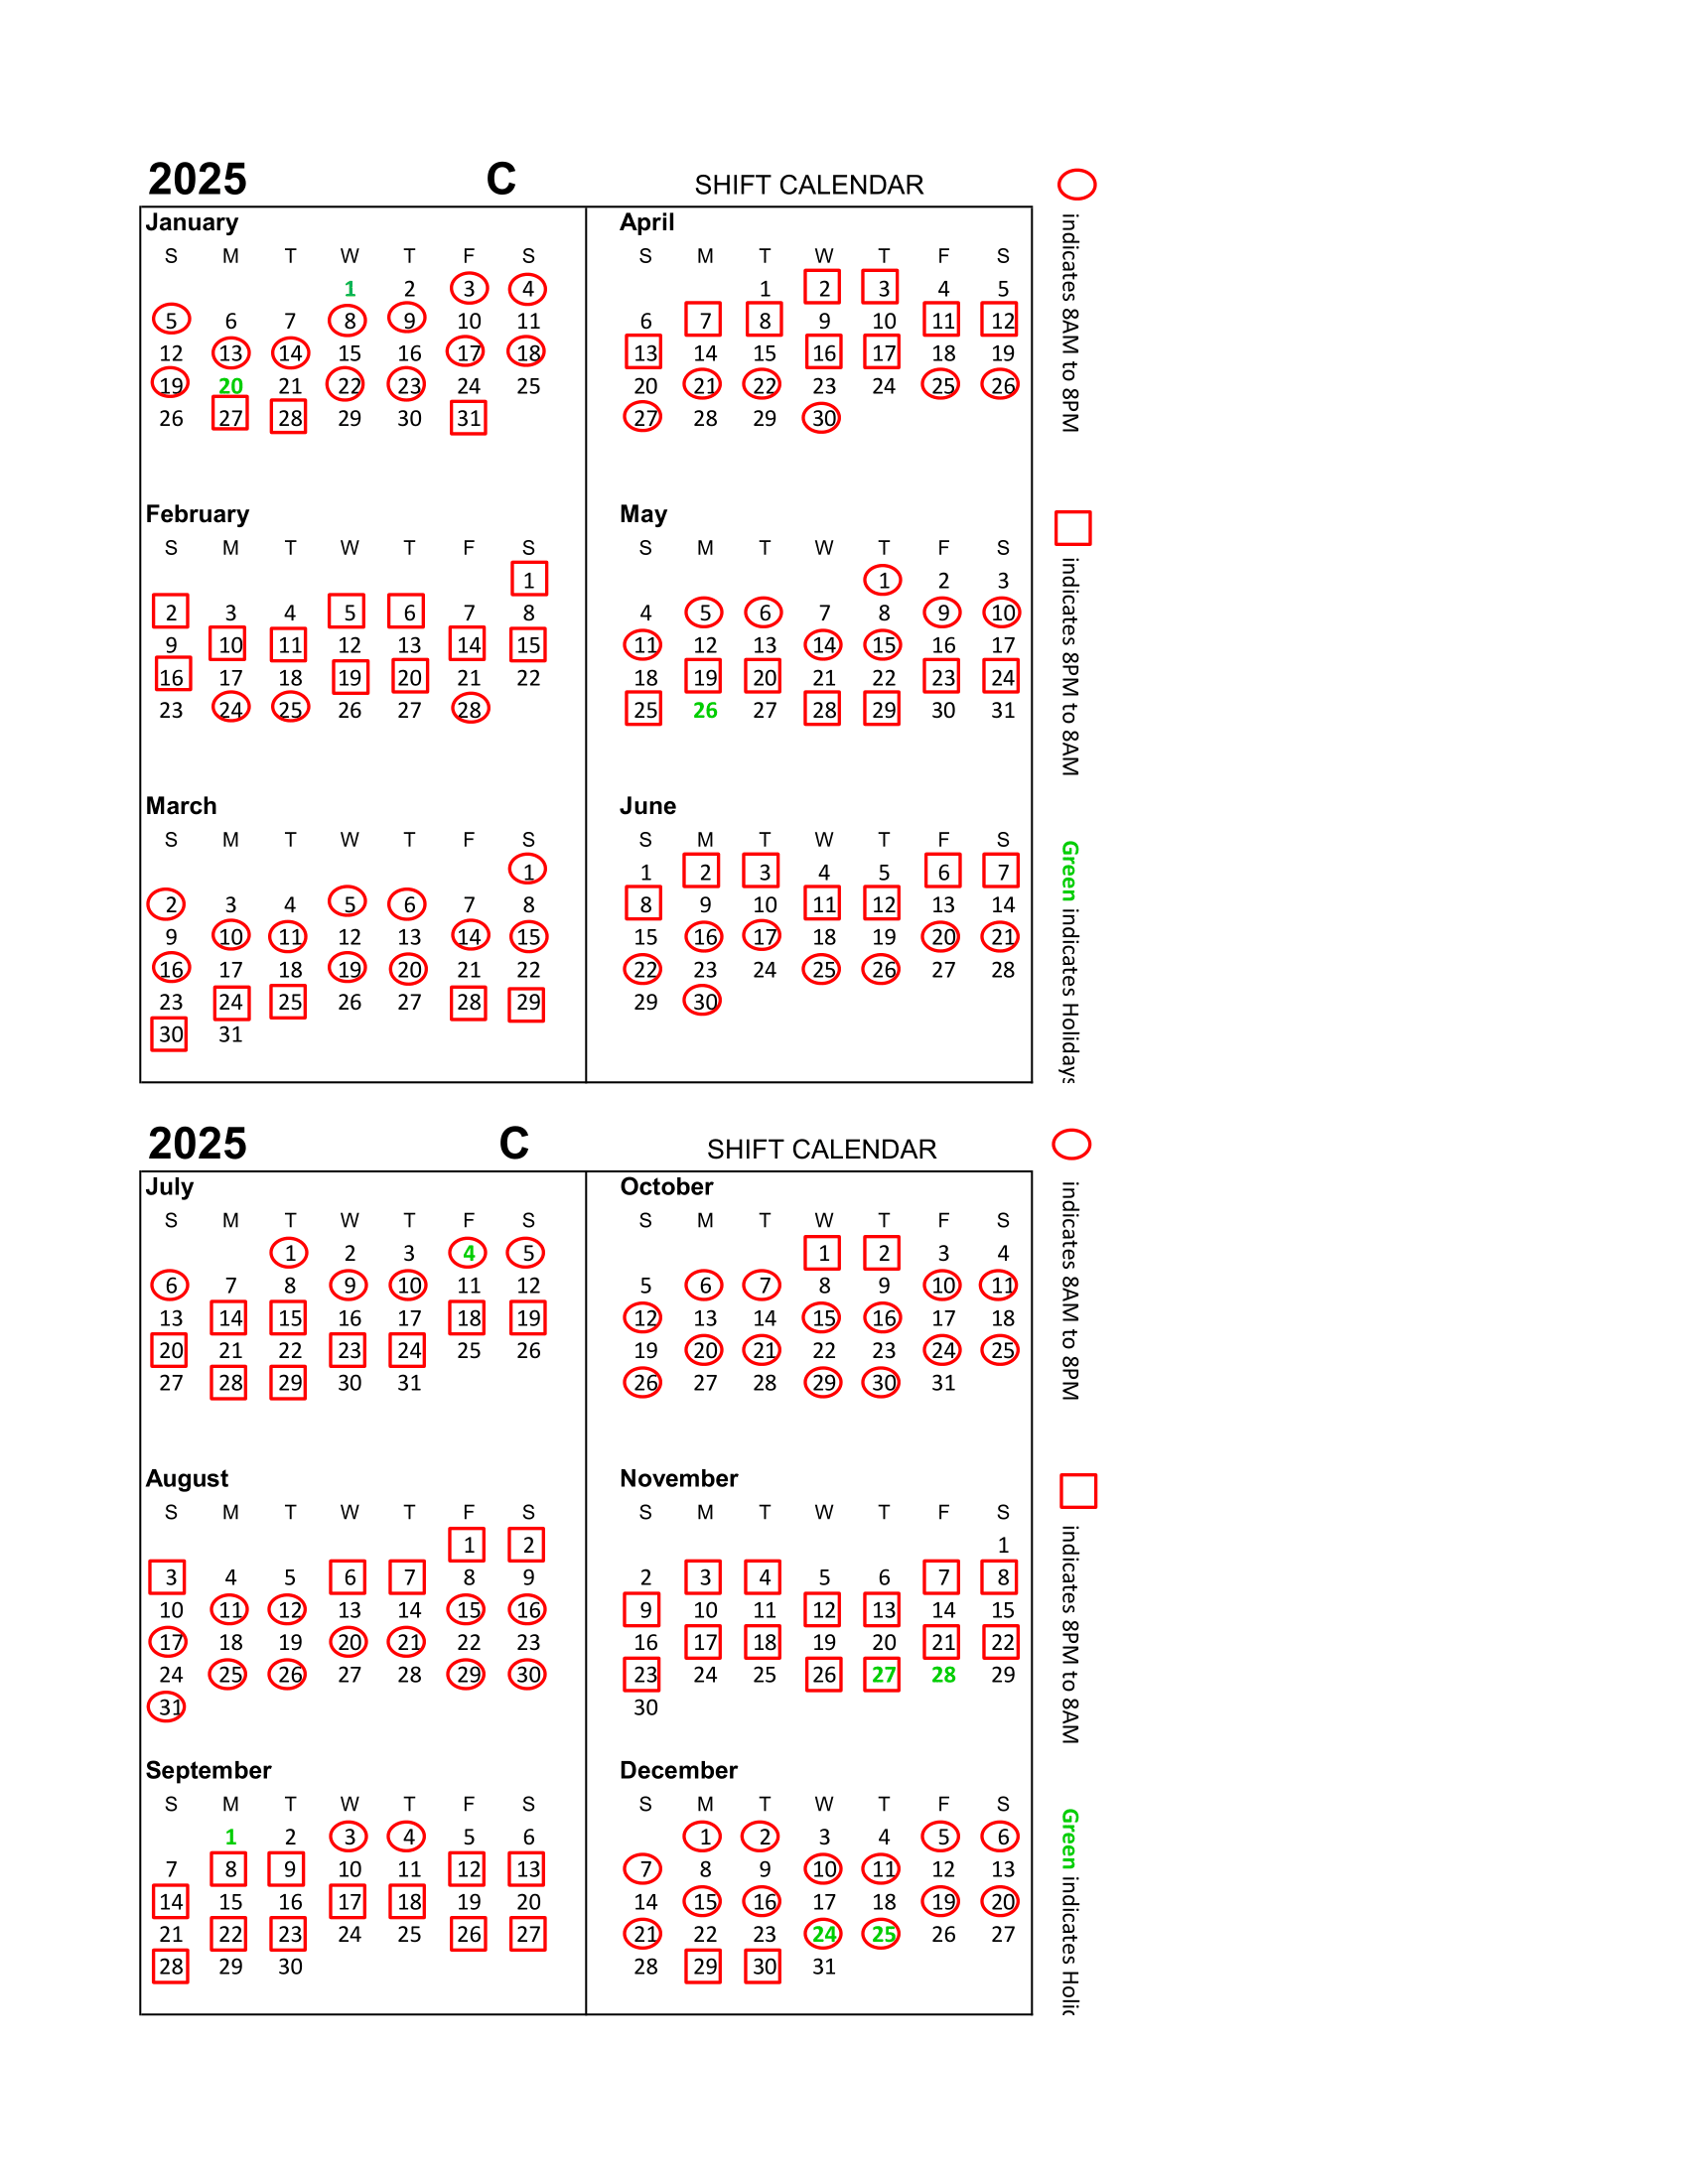 2025 C SHIFT CALENDAR
January
S M T W T F S
1 2 3 4
5 6 7 8 9 10 11
12 13 14 15 16 17 18
19 20 21 22 23 24 25
26 27 28 29 30 31
February
S M T W T F S
1
2 3 4 5 6 7 8
9 10 11 12 13 14 15
16 17 18 19 20 21 22
23 24 25 26 27 28
March
S M T W T F S
1
2 3 4 5 6 7 8
9 10 11 12 13 14 15
16 17 18 19 20 21 22
23 24 25 26 27 28 29
30 31
April
S M T W T F S
1 2 3 4 5
6 7 8 9 10 11 12
13 14 15 16 17 18 19
20 21 22 23 24 25 26
27 28 29 30
May
S M T W T F S
1 2 3
4 5 6 7 8 9 10
11 12 13 14 15 16 17
18 19 20 21 22 23 24
25 26 27 28 29 30 31
June
S M T W T F S
1 2 3 4 5 6 7
8 9 10 11 12 13 14
15 16 17 18 19 20 21
22 23 24 25 26 27 28
29 30
indicates 8AM to 8PM
indicates 8PM to 8AM
Green indicates Holidays
2025 C SHIFT CALENDAR
July
S M T W T F S
1 2 3 4 5
6 7 8 9 10 11 12
13 14 15 16 17 18 19
20 21 22 23 24 25 26
27 28 29 30 31
August
S M T W T F S
1 2
3 4 5 6 7 8 9
10 11 12 13 14 15 16
17 18 19 20 21 22 23
24 25 26 27 28 29 30
31
September
S M T W T F S
1 2 3 4 5 6
7 8 9 10 11 12 13
14 15 16 17 18 19 20
21 22 23 24 25 26 27
28 29 30
October
S M T W T F S
1 2 3 4
5 6 7 8 9 10 11
12 13 14 15 16 17 18
19 20 21 22 23 24 25
26 27 28 29 30 31
November
S M T W T F S
1
2 3 4 5 6 7 8
9 10 11 12 13 14 15
16 17 18 19 20 21 22
23 24 25 26 27 28 29
30
December
S M T W T F S
1 2 3 4 5 6
7 8 9 10 11 12 13
14 15 16 17 18 19 20
21 22 23 24 25 26 27
28 29 30 31
indicates 8AM to 8PM
indicates 8PM to 8AM
Green indicates Holi